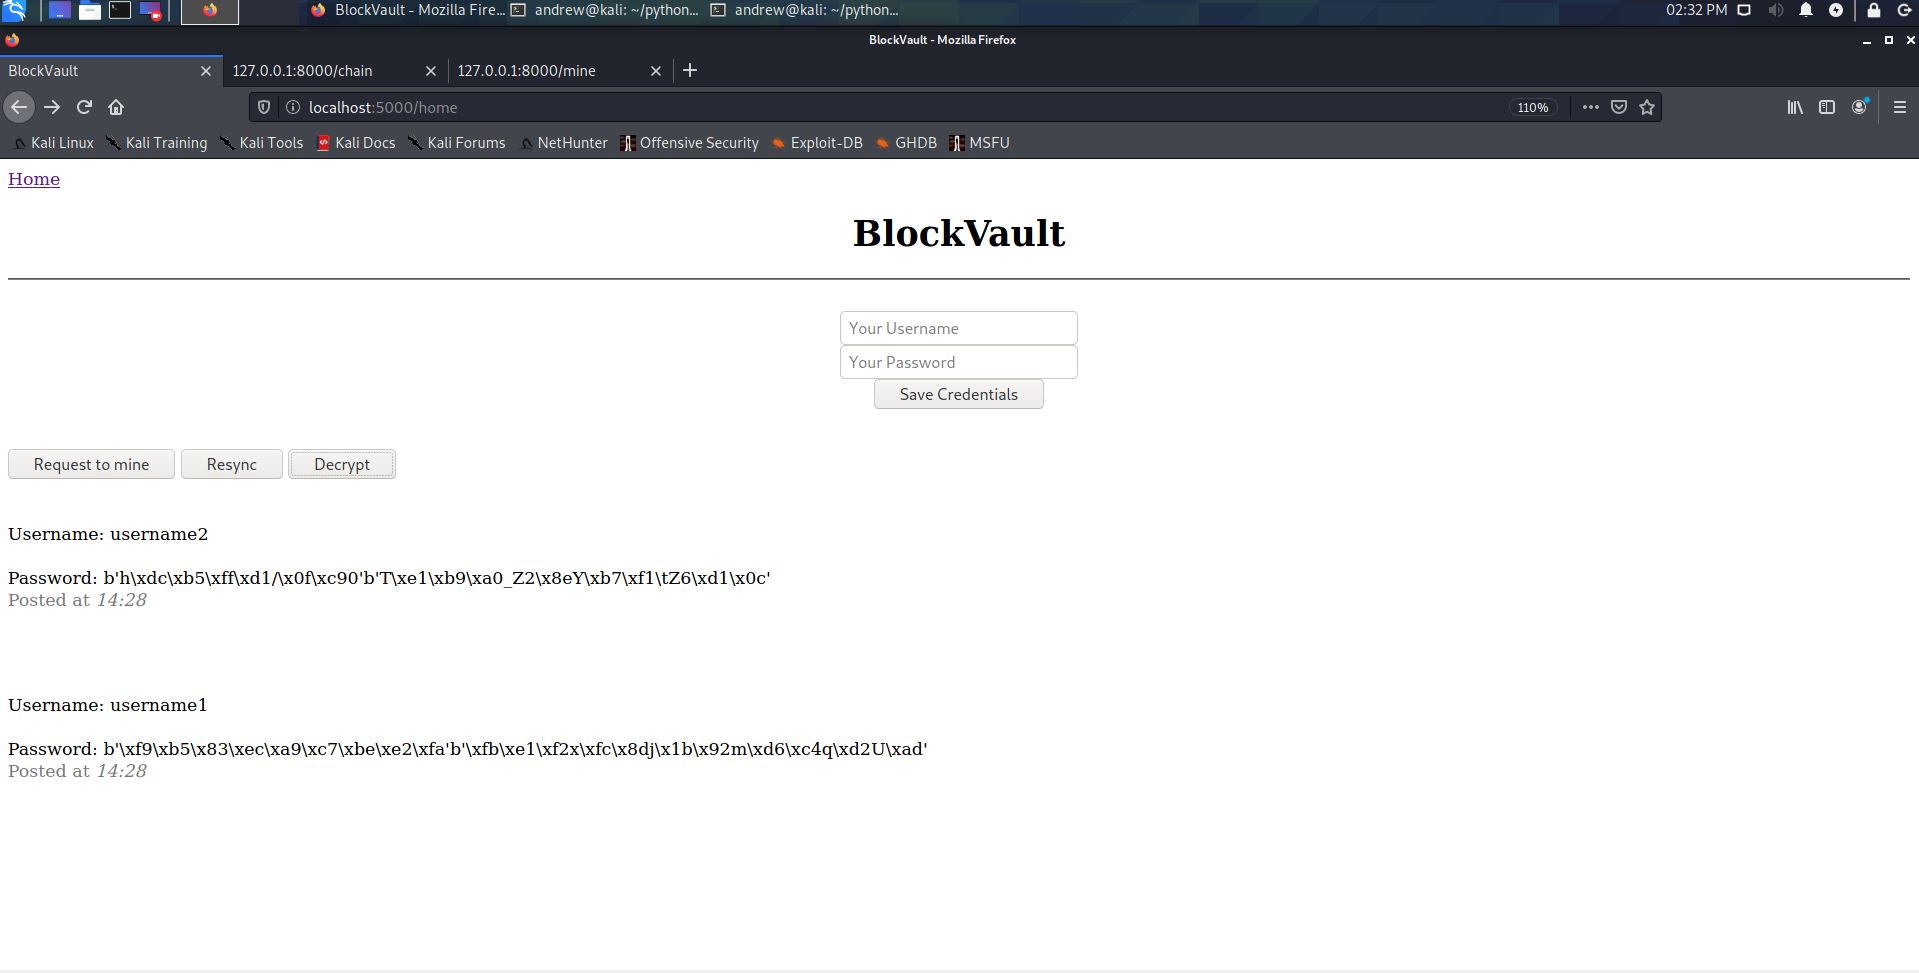 BlockVault - Mozilla Fire... andrew@kali: ~/python... andrew@kali: ~/python... 02:32 PM
BlockVault - Mozilla Firefox
BlockVault 127.0.0.1:8000/chain 127.0.0.1:8000/mine
localhost:5000/home 110%
Kali Linux Kali Training Kali Tools Kali Docs Kali Forums NetHunter Offensive Security Exploit-DB GHDB MSFU
Home
BlockVault
Your Username
Your Password
Save Credentials
Request to mine Resync Decrypt
Username: username2
Password: b'h\xdc\xb5\xff\xd1/\x0f\xc90'b'T\xe1\xb9\xa0_Z2\x8eY\xb7\xf1\tZ6\xd1\x0c'
Posted at 14:28
Username: username1
Password: b'\xf9\xb5\x83\xec\xa9\xc7\xbe\xe2\xfa'b'\xfb\xe1\xf2x\xfc\x8dj\x1b\x92m\xd6\xc4q\xd2U\xad'
Posted at 14:28